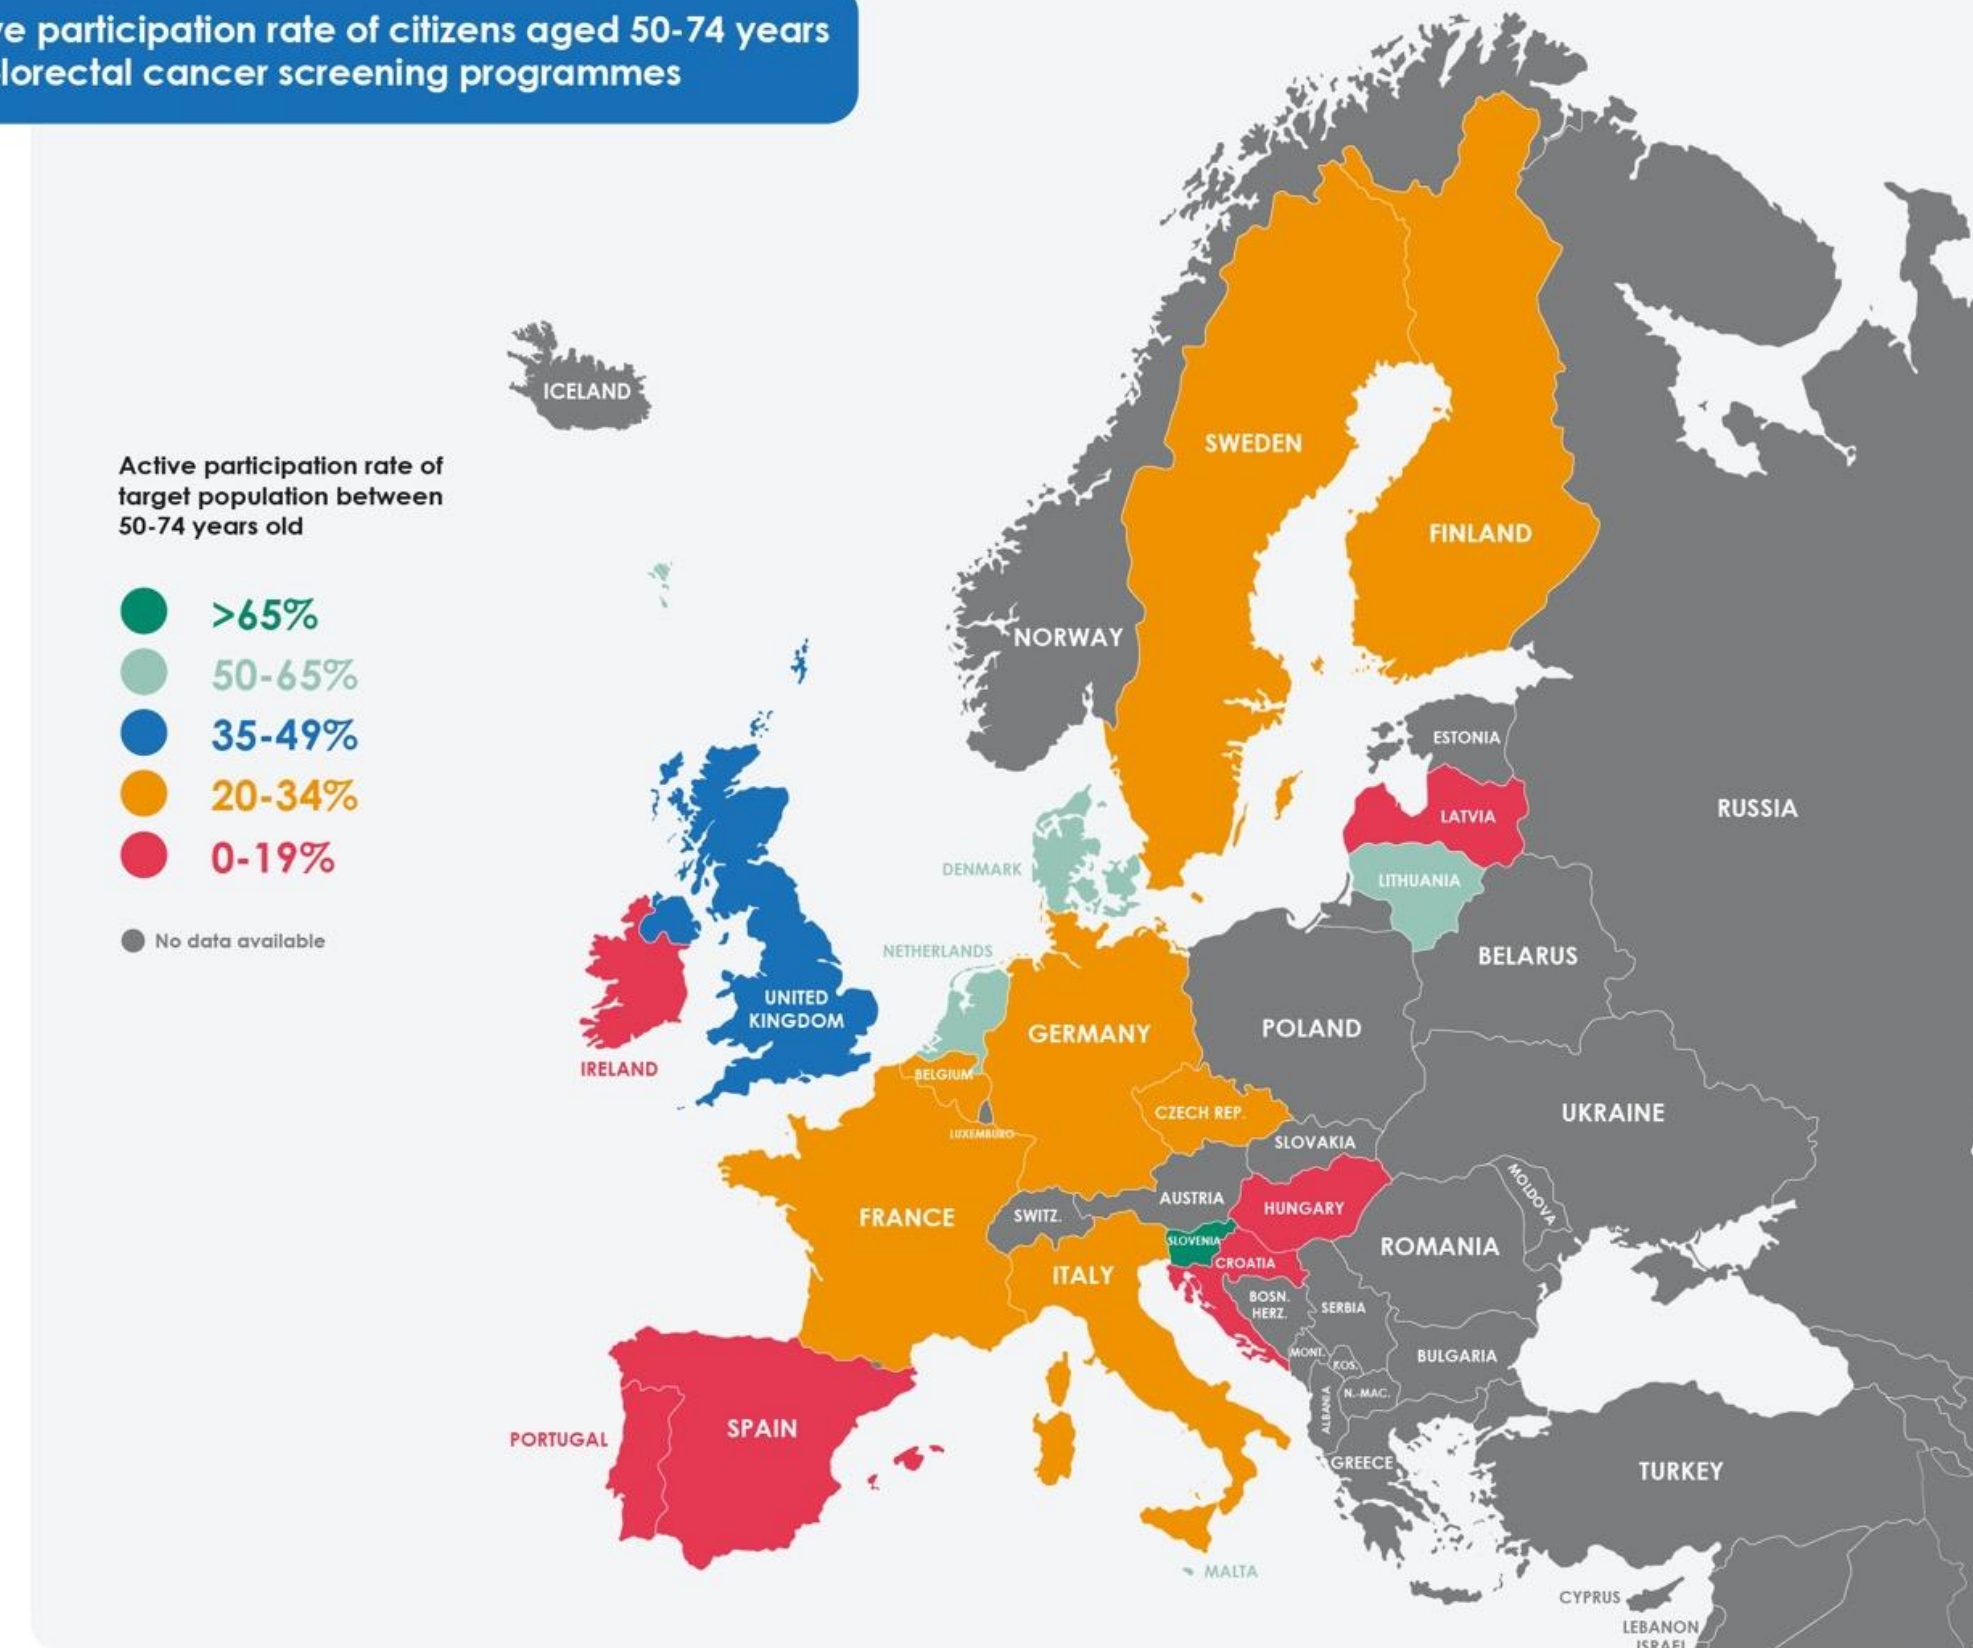 ve participation rate of citizens aged 50-74 years
lorectal cancer screening programmes
ICELAND
Active participation rate of
target population between
50-74 years old
>65%
50-65%
35-49%
20-34%
0-19%
No data available
SWEDEN
FINLAND
NORWAY
ESTONIA
LATVIA
RUSSIA
DENMARK
LITHUANIA
NETHERLANDS
BELARUS
UNITED
KINGDOM
GERMANY
POLAND
IRELAND
BELGIUM
CZECH REP.
UKRAINE
LUXEMBURG
SLOVAKIA
MOLDOVA
AUSTRIA
HUNGARY
FRANCE
SWITZ.
SLOVENIA
ROMANIA
CROATIA
ITALY
BOSN.
HERZ.
SERBIA
MONT.
KOS.
BULGARIA
ALBANIA
N.-MAC.
PORTUGAL
SPAIN
GREECE
TURKEY
MALTA
CYPRUS
LEBANON
ISRAEL